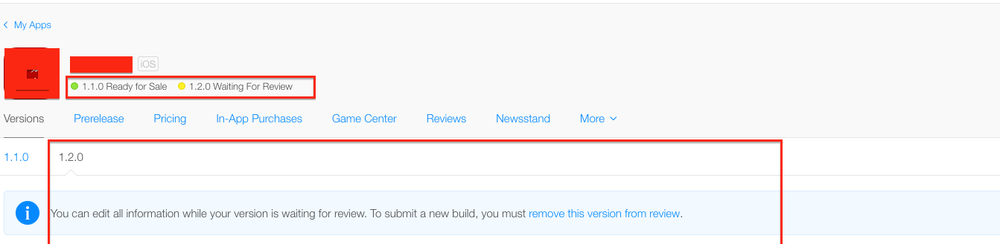 My Apps
iOS
1.1.0 Ready for Sale 1.2.0 Waiting For Review
Versions Prerelease Pricing In-App Purchases Game Center Reviews Newsstand More
1.1.0 1.2.0
You can edit all information while your version is waiting for review. To submit a new build, you must remove this version from review.